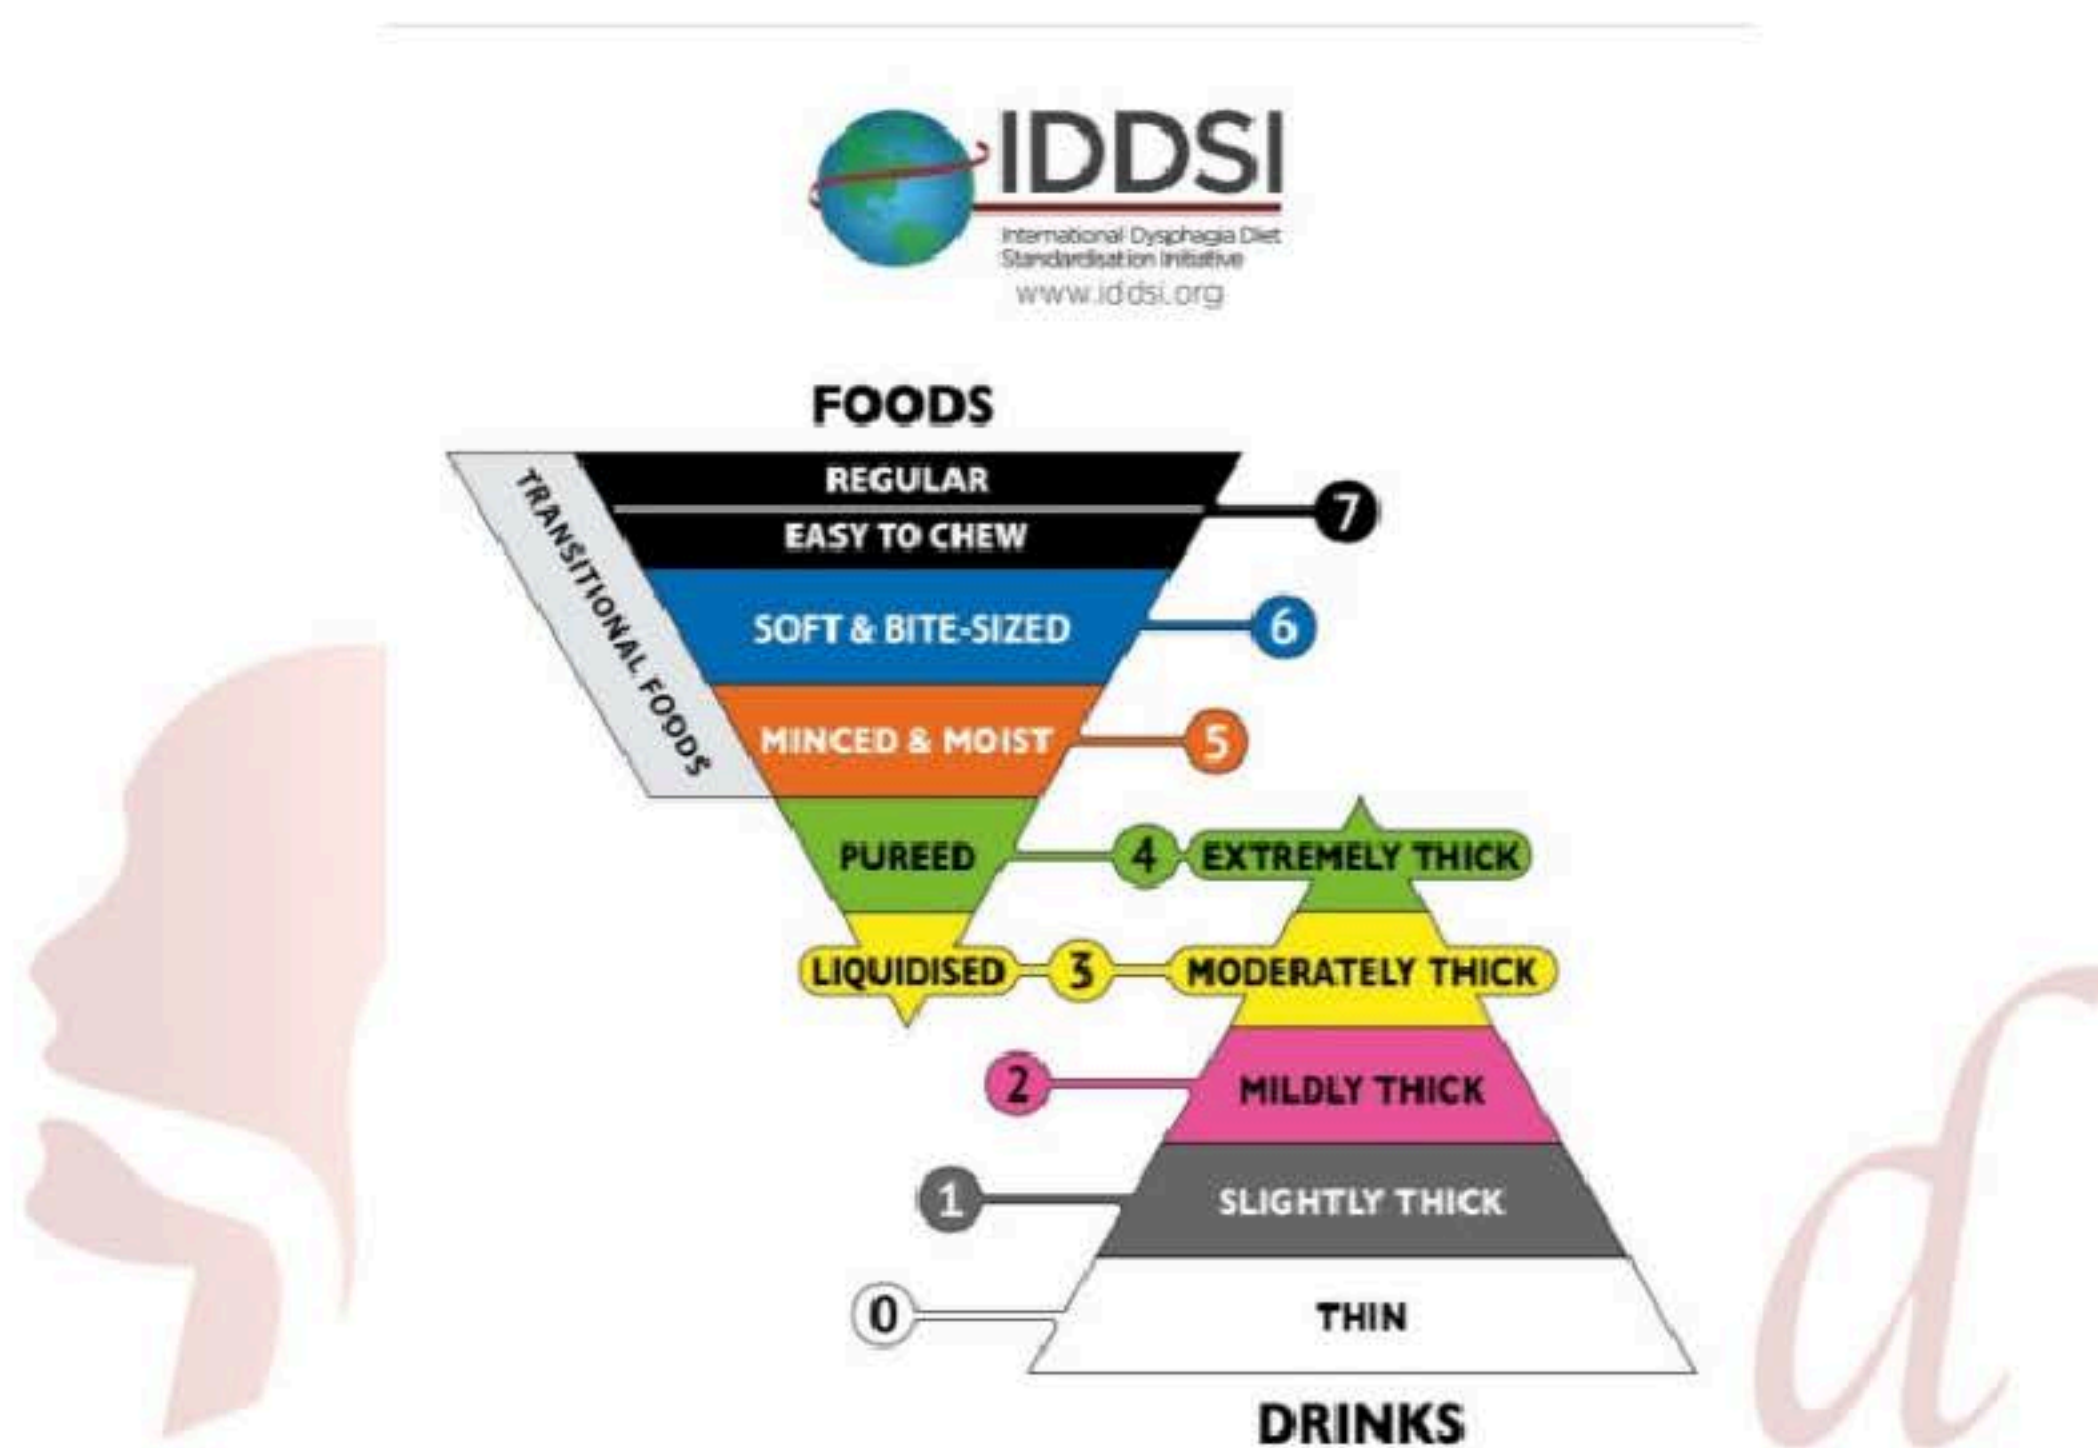 IDDSI
International Dysphagia Diet
Standardisation Initiative
www.iddsi.org
FOODS
TRANSITIONAL FOODS
REGULAR
EASY TO CHEW
7
SOFT & BITE-SIZED
6
MINCED & MOIST
5
PUREED
4
EXTREMELY THICK
LIQUIDISED
3
MODERATELY THICK
2
MILDLY THICK
1
SLIGHTLY THICK
0
THIN
DRINKS
d